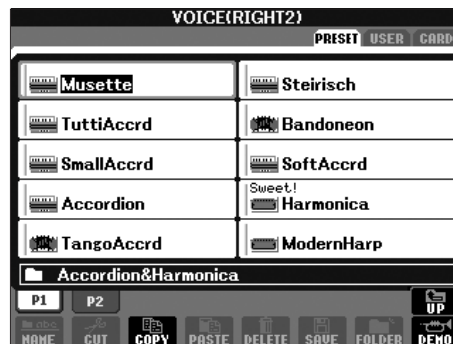 VOICE(RIGHT2)
PRESET USER CARD
Musette
Steirisch
TuttiAccrd
Bandoneon
SmallAccrd
SoftAccrd
Accordion
Sweet!
Harmonica
TangoAccrd
ModernHarp
Accordion&Harmonica
P1 P2 UP
abc
NAME CUT COPY PASTE DELETE SAVE FOLDER DEMO